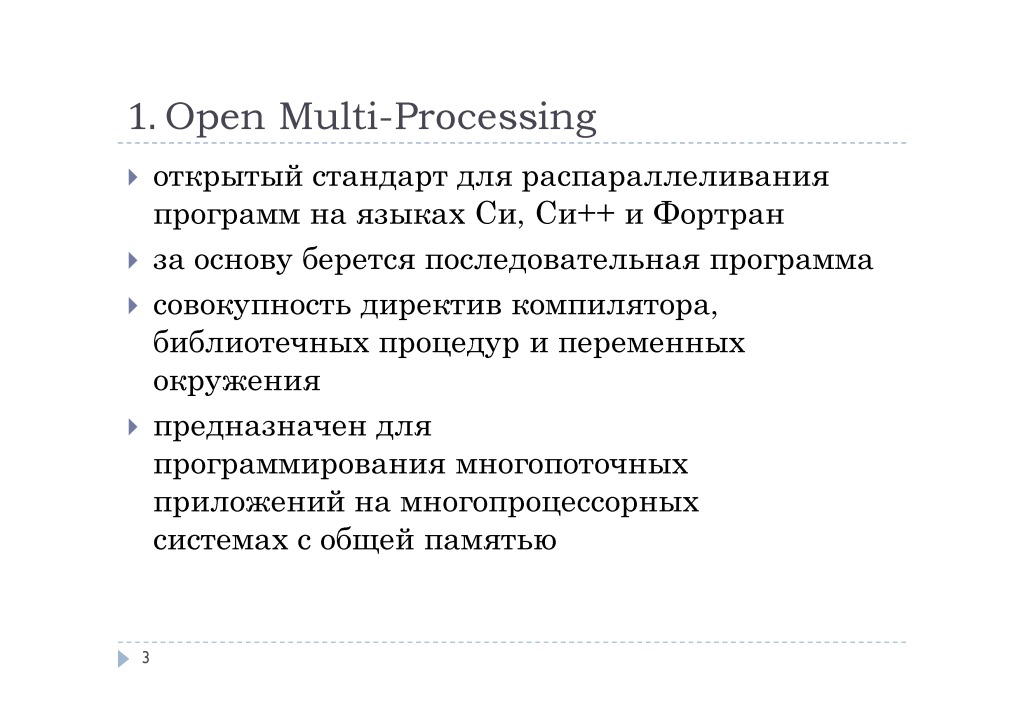 1. Open Multi-Processing
открытый стандарт для распараллеливания
программ на языках Си, Си++ и Фортран
за основу берется последовательная программа
совокупность директив компилятора,
библиотечных процедур и переменных
окружения
предназначен для
программирования многопоточных
приложений на многопроцессорных
системах с общей памятью
3